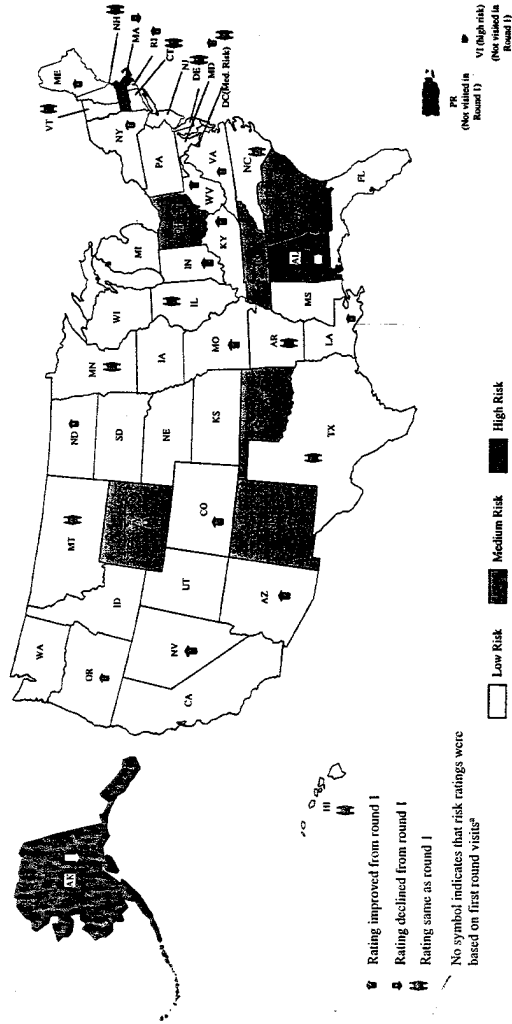 WA
OR
CA
NV
ID
MT
UT
AZ
CO
ND
SD
NE
KS
TX
MN
IA
MO
AR
LA
WI
IL
MI
IN
KY
MS
AL
FL
NC
VA
WV
PA
NY
VT
ME
NH
MA
RI
CT
NJ
DE
MD
DC(Med. Risk)
AK
HI
PR
(Not visited in
Round 1)
VI (high risk)
(Not visited in
Round 1)
Low Risk
Medium Risk
High Risk
Rating improved from round 1
Rating declined from round 1
Rating same as round 1
No symbol indicates that risk ratings were
based on first round visitsª